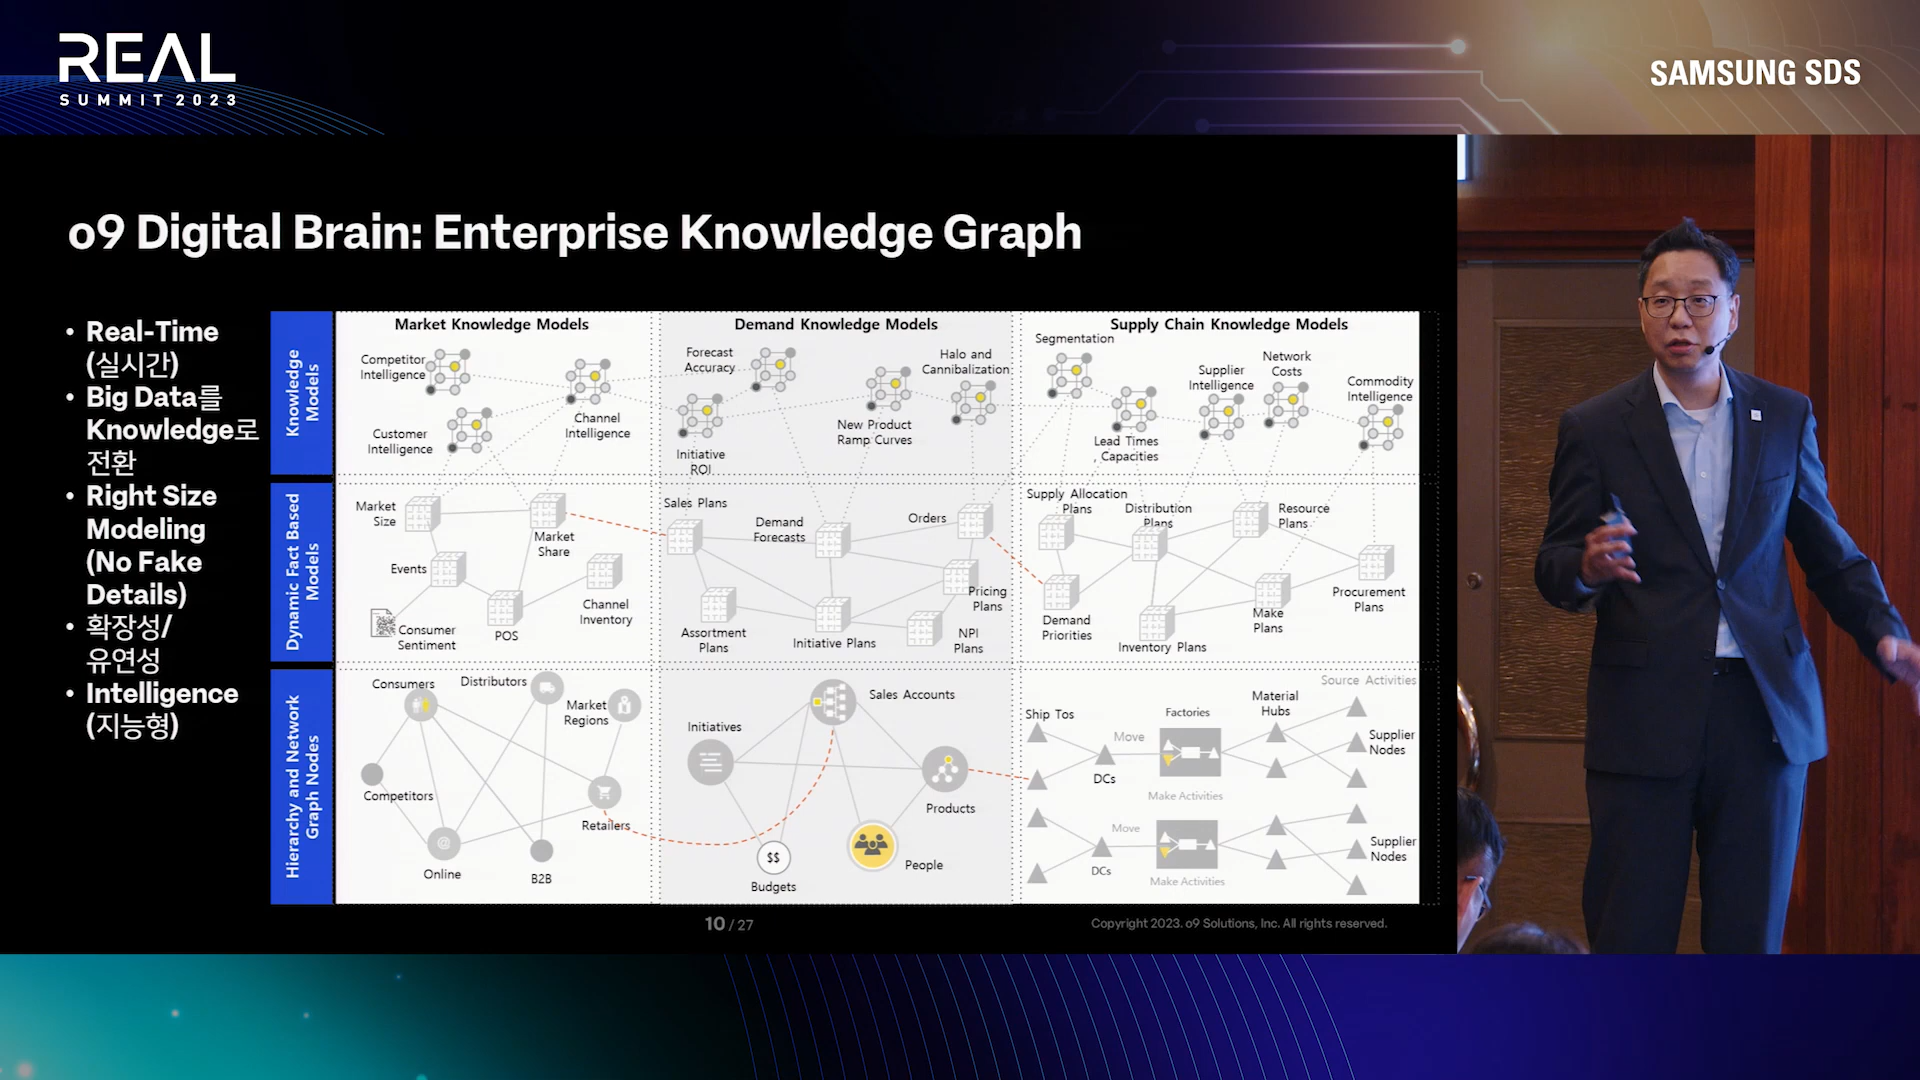 REAL
SUMMIT 2023
SAMSUNG SDS
o9 Digital Brain: Enterprise Knowledge Graph
• Real-Time
(실시간)
• Big Data를
Knowledge로
전환
• Right Size
Modeling
(No Fake
Details)
• 확장성/
유연성
• Intelligence
(지능형)
Knowledge
Models
Market Knowledge Models
Competitor
Intelligence
Customer
Intelligence
Channel
Intelligence
Demand Knowledge Models
Forecast
Accuracy
Initiative
ROI
New Product
Ramp Curves
Halo and
Cannibalization
Supply Chain Knowledge Models
Segmentation
Lead Times
, Capacities
Supplier
Intelligence
Network
Costs
Commodity
Intelligence
Dynamic Fact Based
Models
Market
Size
Market
Share
Events
Consumer
Sentiment
POS
Channel
Inventory
Sales Plans
Demand
Forecasts
Orders
Assortment
Plans
Initiative Plans
Pricing
Plans
NPI
Plans
Supply Allocation
Plans
Distribution
Plans
Resource
Plans
Demand
Priorities
Inventory Plans
Make
Plans
Procurement
Plans
Hierarchy and Network
Graph Nodes
Consumers
Distributors
Market
Regions
Competitors
Retailers
@
Online
B2B
Sales Accounts
Initiatives
Products
$$
Budgets
People
Source Activities
Ship Tos
Move
DCs
Factories
Make Activities
Material
Hubs
Supplier
Nodes
Move
DCs
Make Activities
Supplier
Nodes
10 / 27
Copyright 2023. o9 Solutions, Inc. All rights reserved.